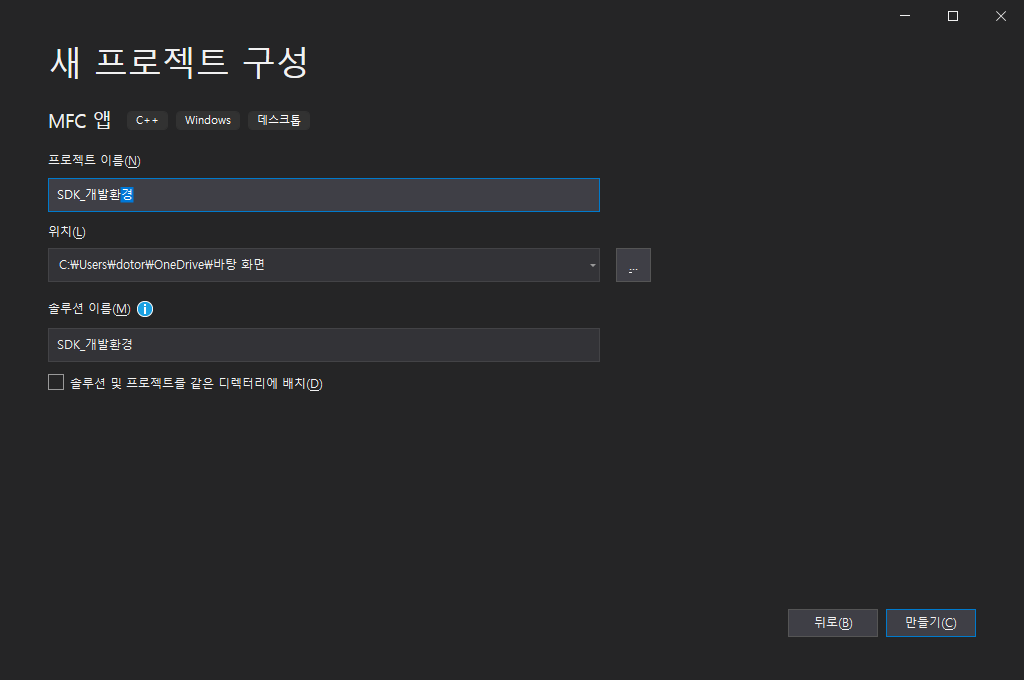 새 프로젝트 구성
MFC 앱 C++ Windows 데스크톱
프로젝트 이름(N)
SDK_개발환경
위치(L)
C:₩Users₩dotor₩OneDrive₩바탕 화면
...
솔루션 이름(M)
SDK_개발환경
솔루션 및 프로젝트를 같은 디렉터리에 배치(D)
뒤로(B) 만들기(C)